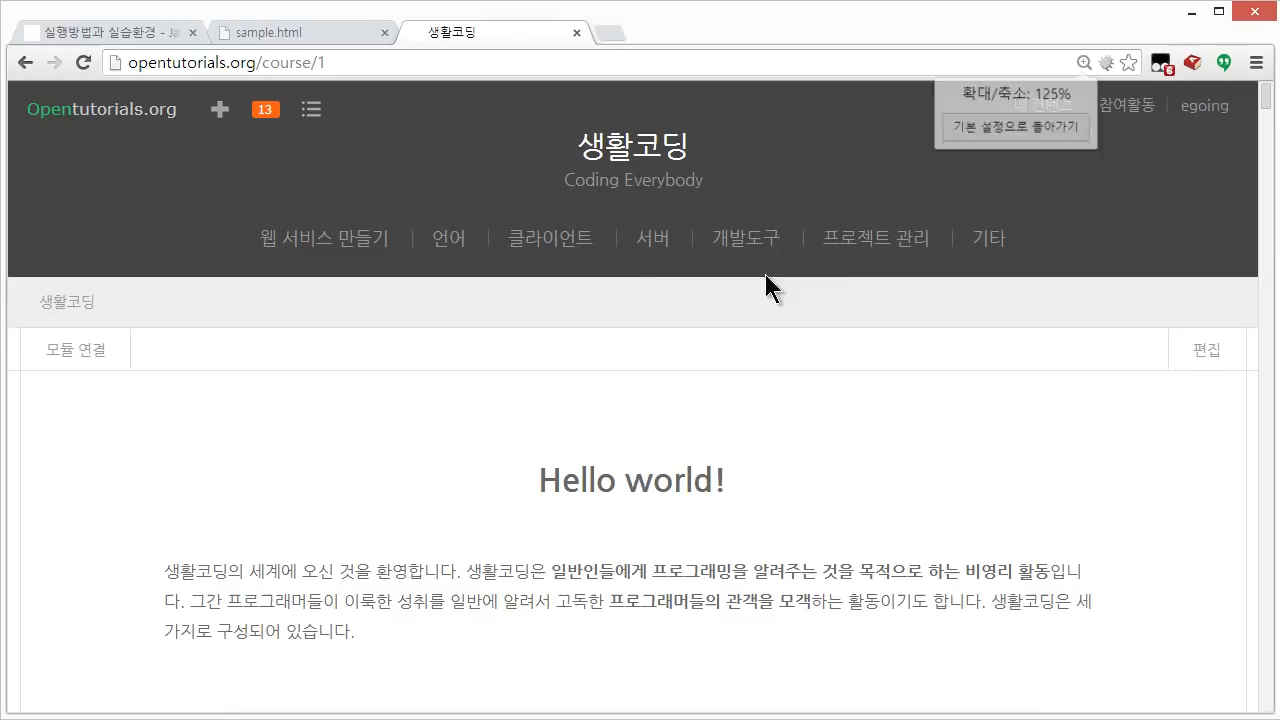 실행방법과 실습환경 - Ja
sample.html
생활코딩
opentutorials.org/course/1
6
확대/축소: 125%
기본 설정으로 돌아가기
Opentutorials.org
13
참여활동
egoing
생활코딩
Coding Everybody
웹 서비스 만들기
언어
클라이언트
서버
개발도구
프로젝트 관리
기타
생활코딩
모듈 연결
편집
Hello world!
생활코딩의 세계에 오신 것을 환영합니다. 생활코딩은 일반인들에게 프로그래밍을 알려주는 것을 목적으로 하는 비영리 활동입니
다. 그간 프로그래머들이 이룩한 성취를 일반에 알려서 고독한 프로그래머들의 관객을 모객하는 활동이기도 합니다. 생활코딩은 세
가지로 구성되어 있습니다.